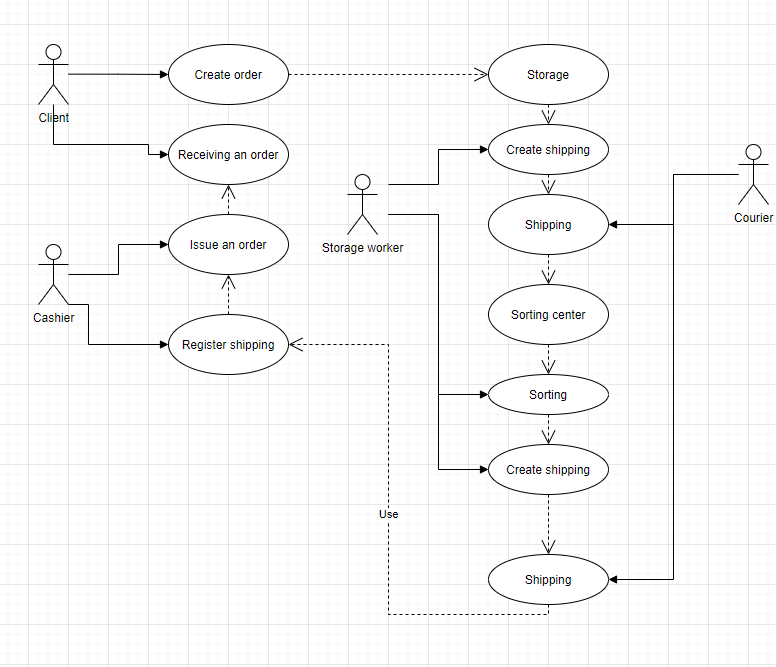 Create order
Storage
Client
Create shipping
Receiving an order
Courier
Shipping
Issue an order
Storage worker
Sorting center
Cashier
Register shipping
Sorting
Create shipping
Use
Shipping